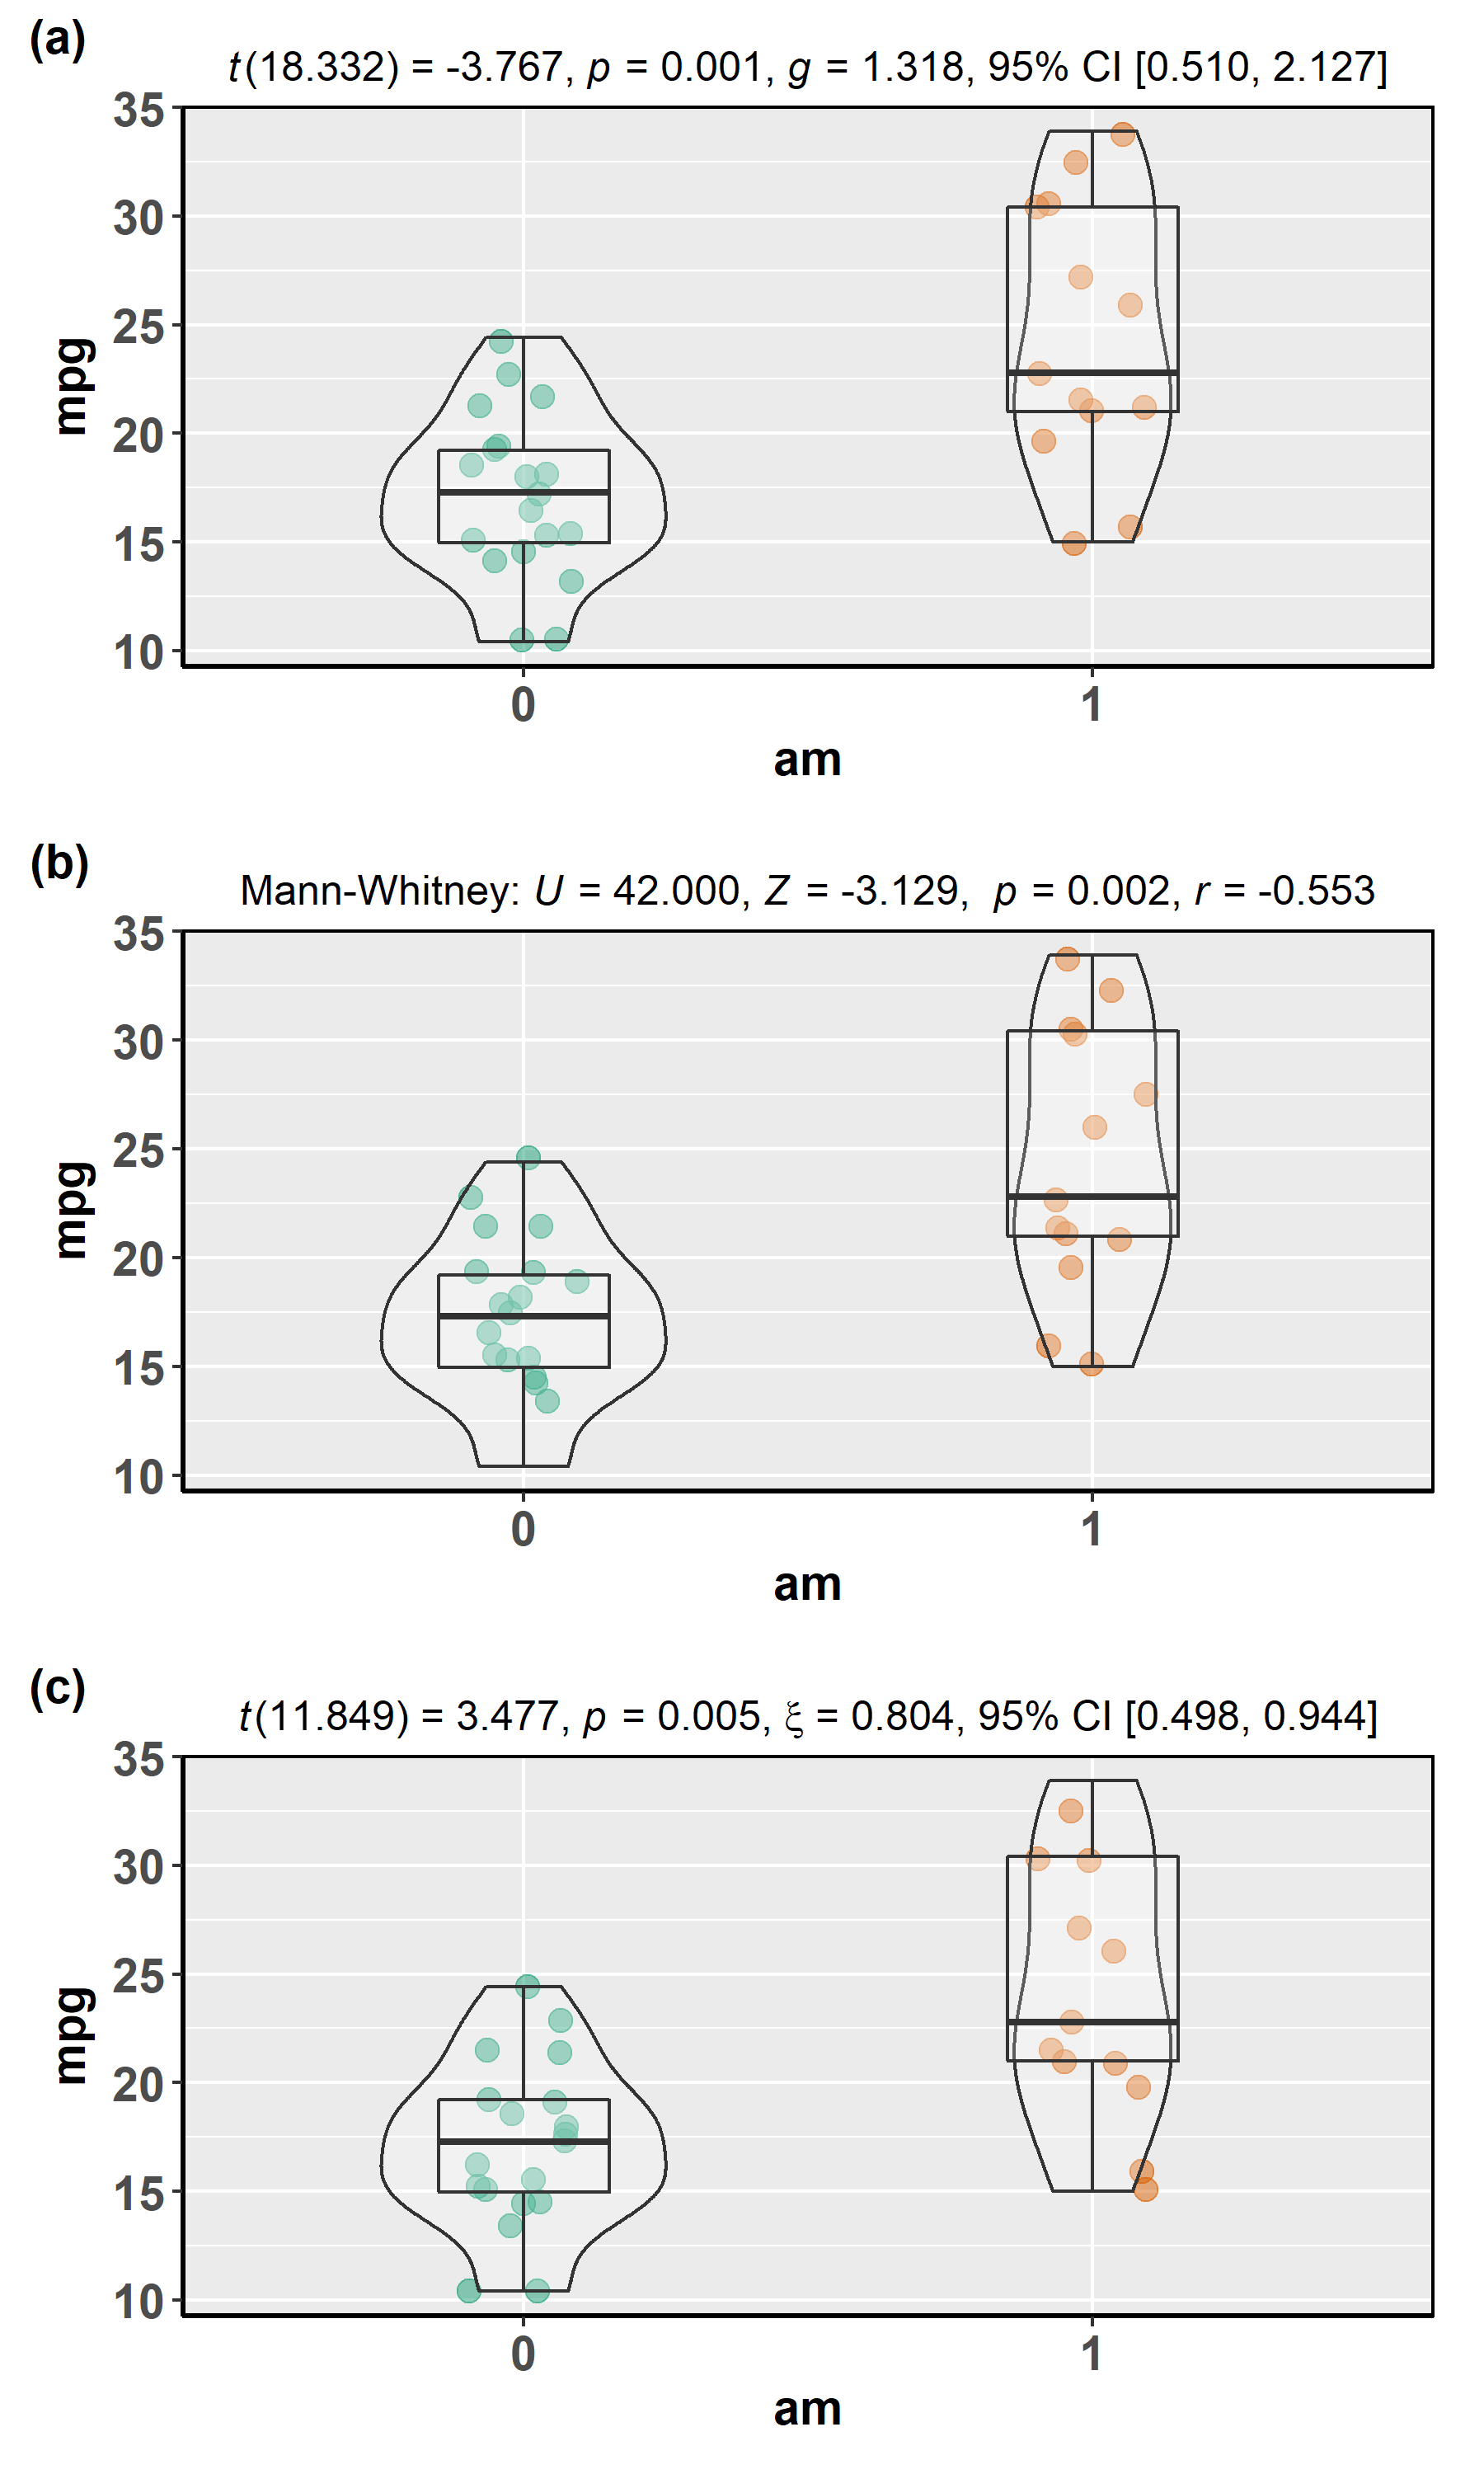 (a)
t(18.332) = -3.767, p = 0.001, g = 1.318, 95% CI [0.510, 2.127]
35
30
25
20
15
10
mpg
0 1
am
(b)
Mann-Whitney: U = 42.000, Z = -3.129, p = 0.002, r = -0.553
35
30
25
20
15
10
mpg
0 1
am
(c)
t(11.849) = 3.477, p = 0.005, ξ = 0.804, 95% CI [0.498, 0.944]
35
30
25
20
15
10
mpg
0 1
am